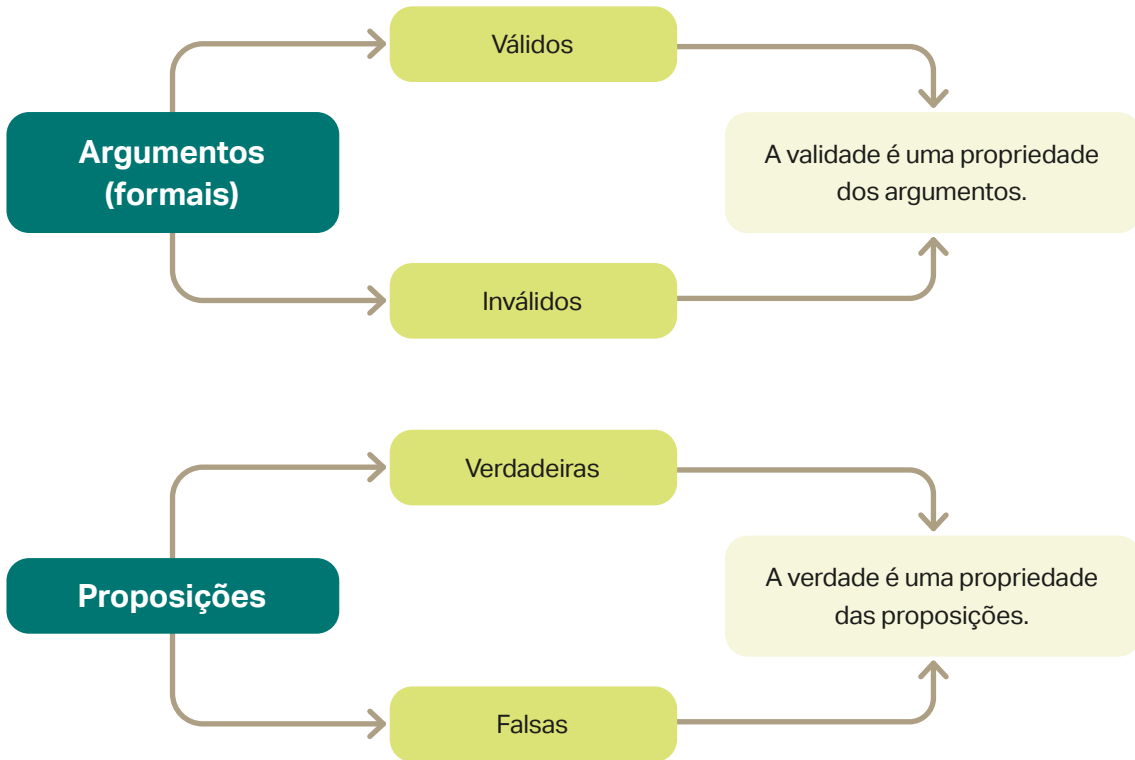 Válidos
Argumentos
(formais)
A validade é uma propriedade
dos argumentos.
Inválidos
Verdadeiras
Proposições
A verdade é uma propriedade
das proposições.
Falsas